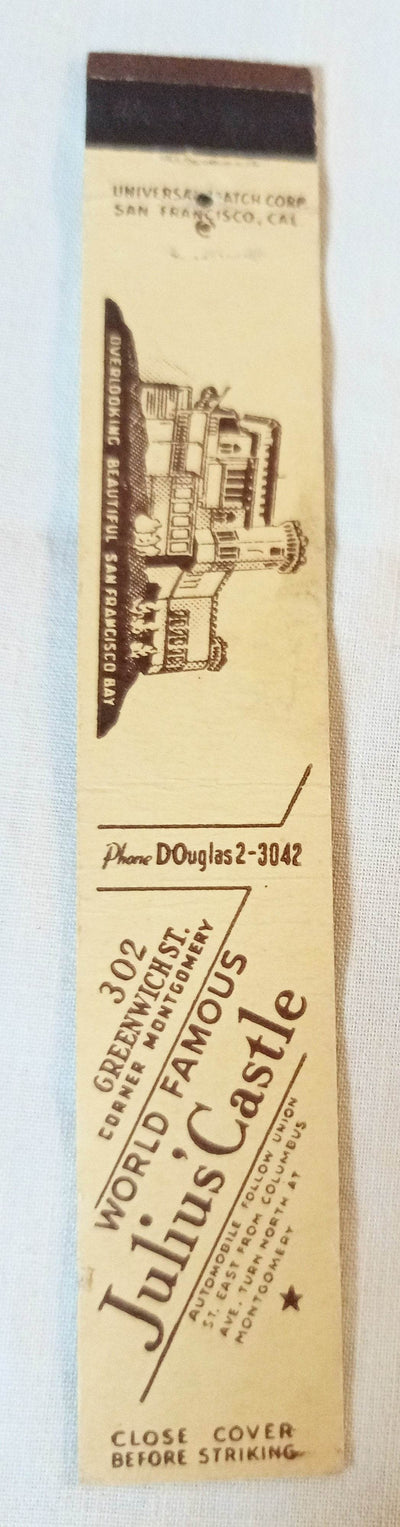 UNIVERSAL MATCH CORP.
SAN FRANCISCO, CAL
OVERLOOKING BEAUTIFUL SAN FRANCISCO BAY
Phone DOuglas 2-3042
302
GREENWICH ST.
CORNER MONTGOMERY
WORLD FAMOUS
Julius' Castle
AUTOMOBILE FOLLOW UNION
ST. EAST FROM COLUMBUS
AVE. TURN NORTH AT
MONTGOMERY
CLOSE COVER
BEFORE STRIKING